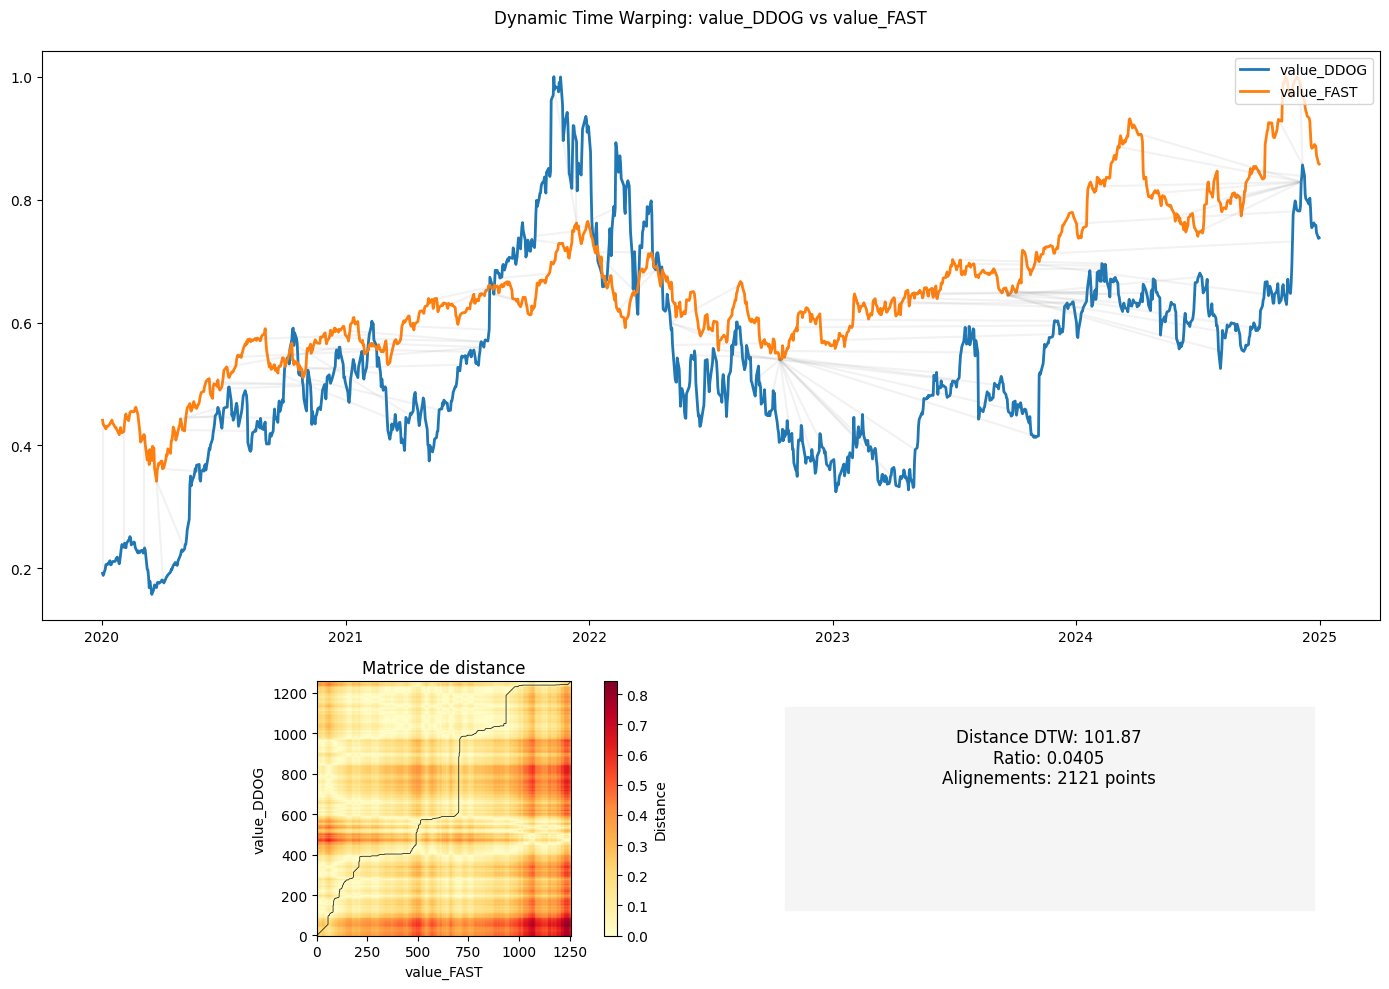 Dynamic Time Warping: value_DDOG vs value_FAST
1.0
0.8
0.6
0.4
0.2
value_DDOG
value_FAST
2020 2021 2022 2023 2024 2025
Matrice de distance
value_DDOG
1200
1000
800
600
400
200
0
0 250 500 750 1000 1250
value_FAST
0.8
0.7
0.6
0.5
0.4
0.3
0.2
0.1
0.0
Distance
Distance DTW: 101.87
Ratio: 0.0405
Alignements: 2121 points